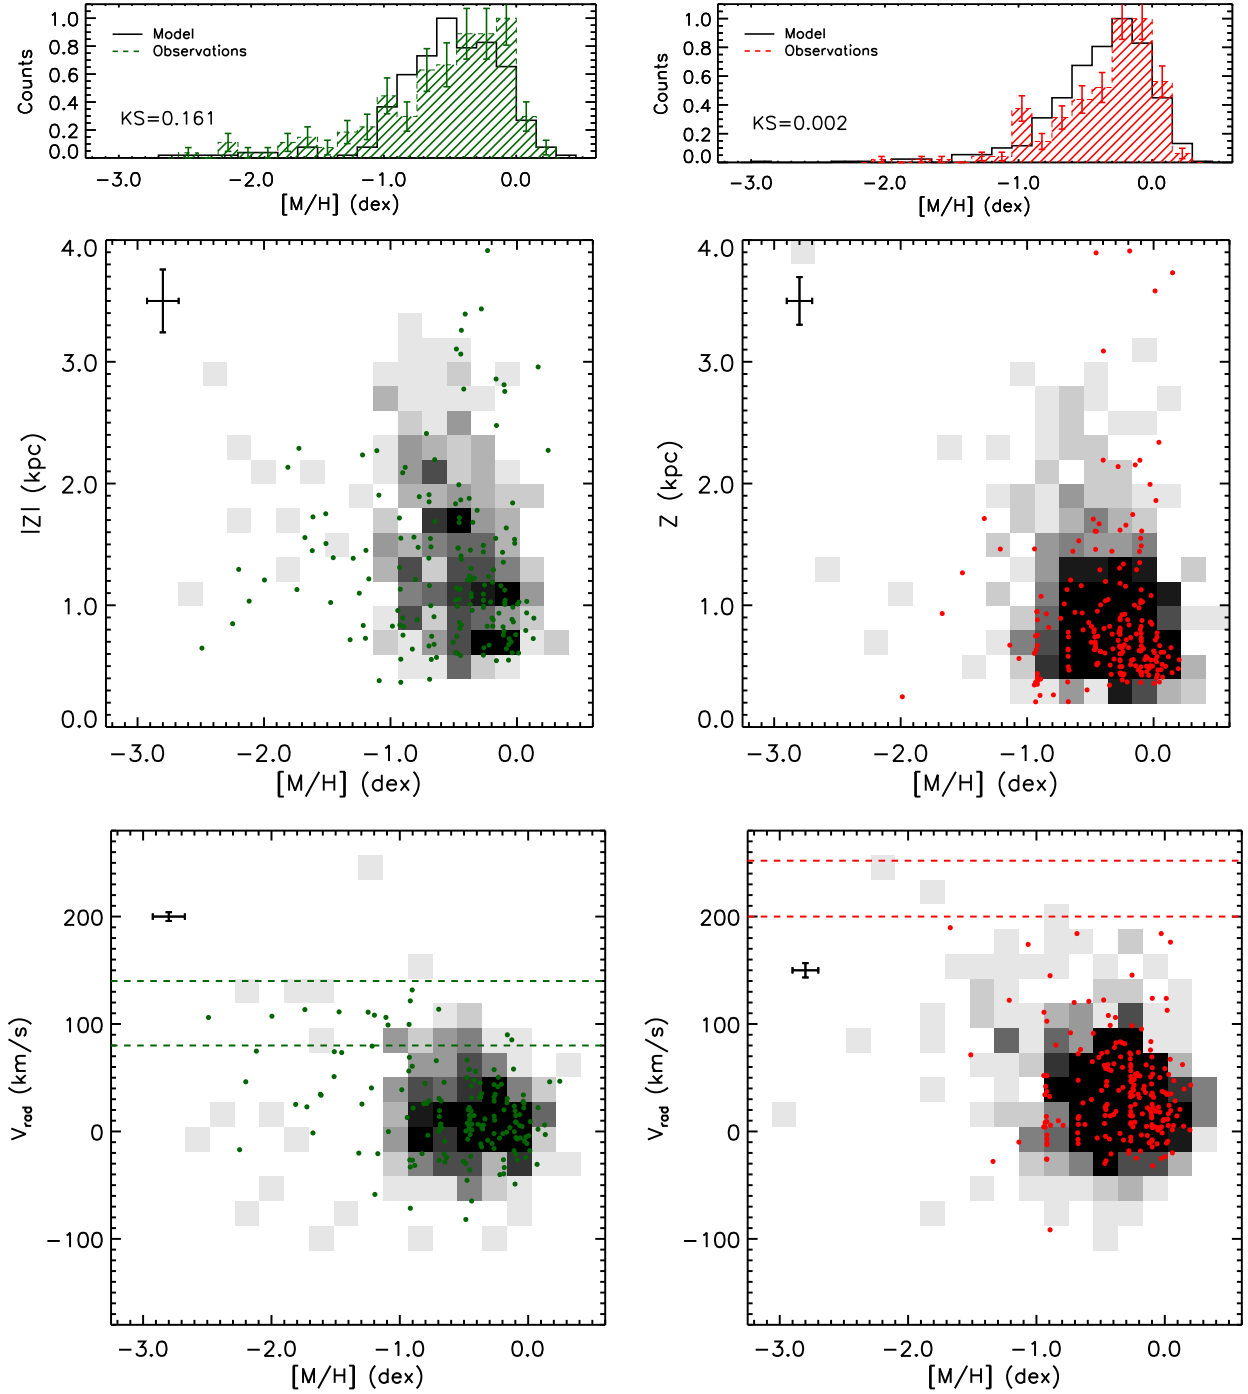 Model
Observations
KS=0.161
Counts
1.0
0.8
0.6
0.4
0.2
0.0
−3.0 −2.0 −1.0 0.0
[M/H] (dex)
Model
Observations
KS=0.002
Counts
1.0
0.8
0.6
0.4
0.2
0.0
−3.0 −2.0 −1.0 0.0
[M/H] (dex)
4.0
3.0
2.0
1.0
0.0
|Z| (kpc)
−3.0 −2.0 −1.0 0.0
[M/H] (dex)
4.0
3.0
2.0
1.0
0.0
Z (kpc)
−3.0 −2.0 −1.0 0.0
[M/H] (dex)
200
100
0
−100
Vrad (km/s)
−3.0 −2.0 −1.0 0.0
[M/H] (dex)
200
100
0
−100
Vrad (km/s)
−3.0 −2.0 −1.0 0.0
[M/H] (dex)